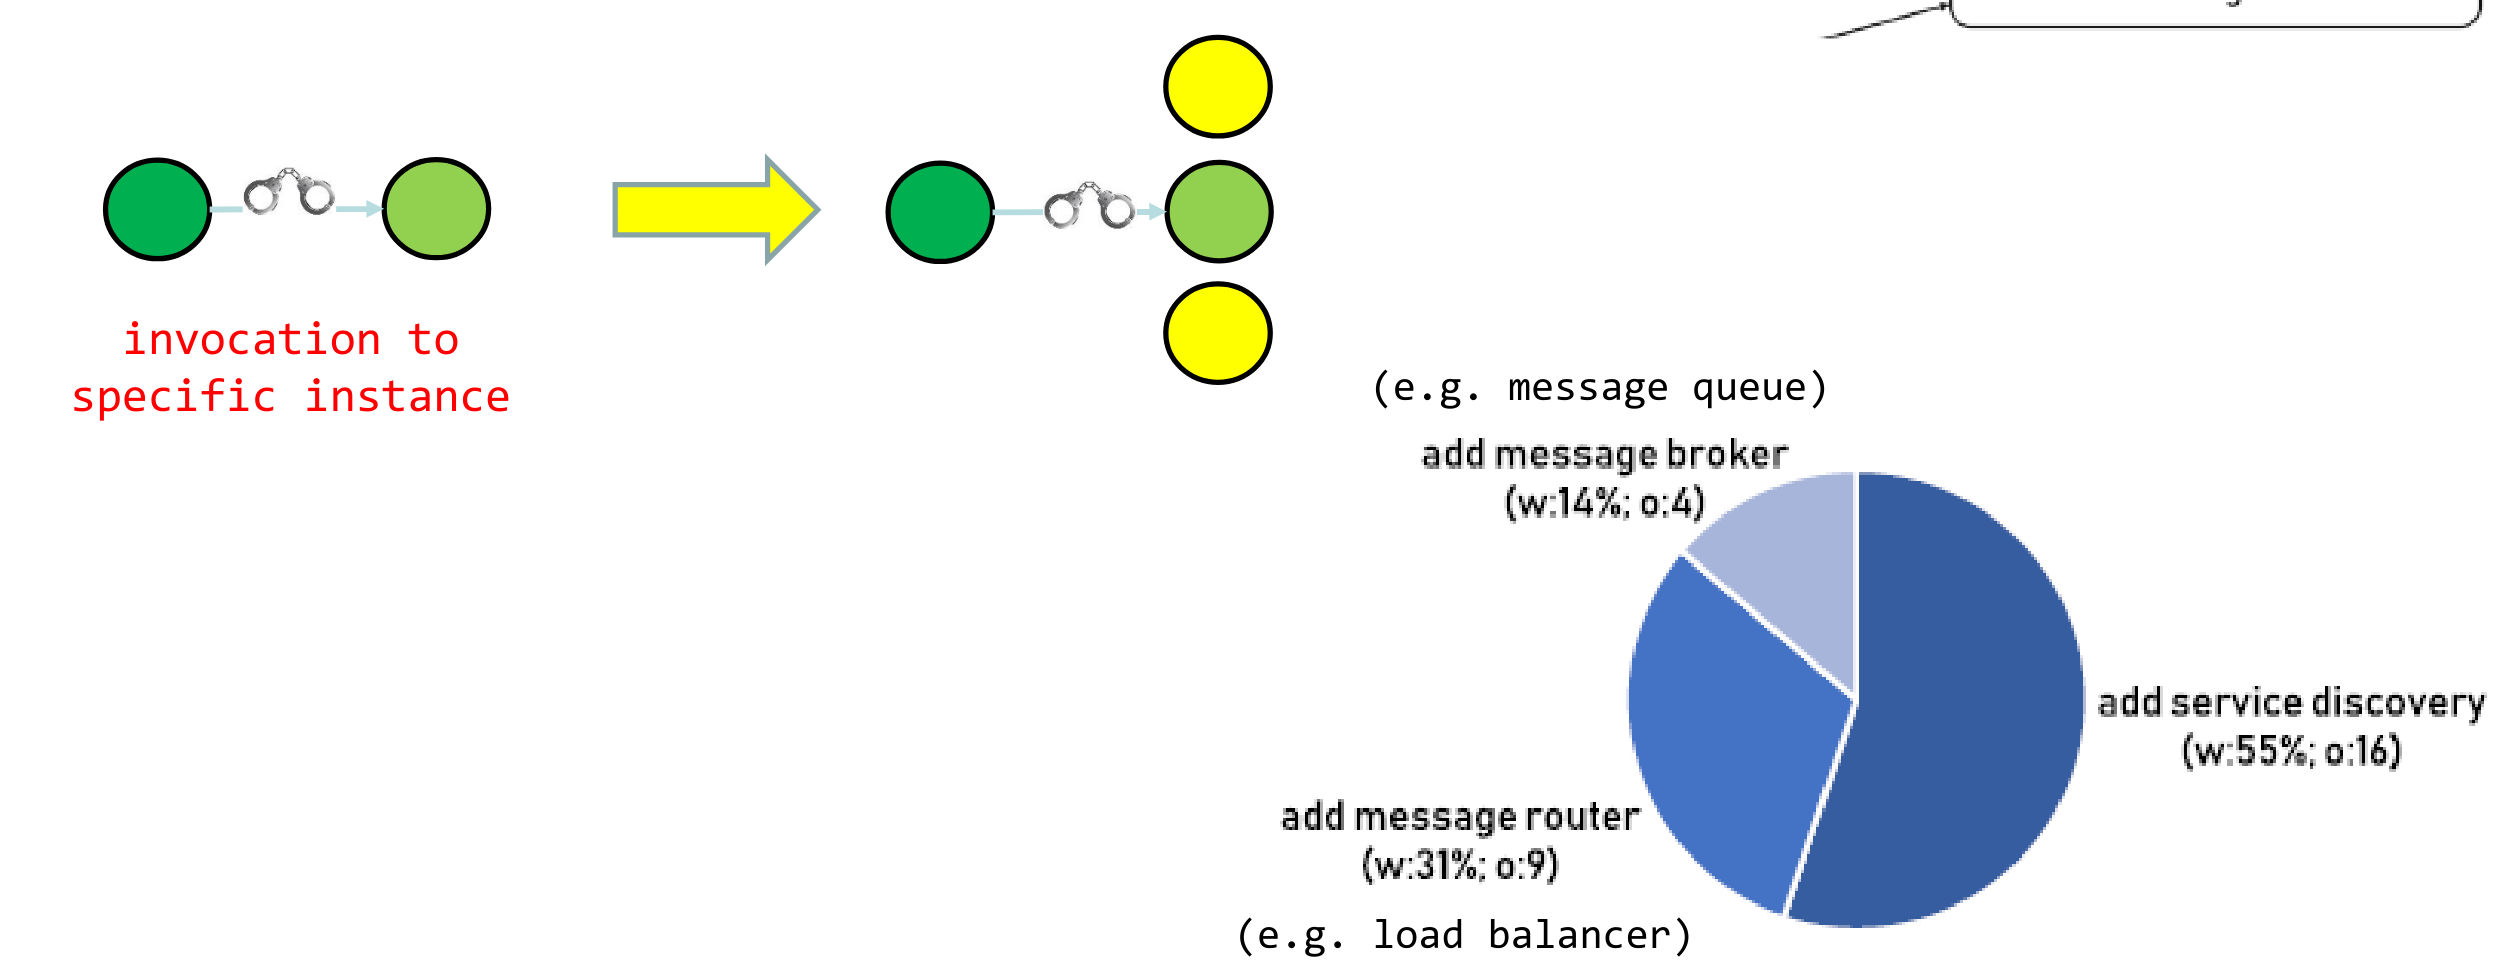 invocation to
specific instance
(e.g. message queue)
add message broker
(w:14%; o:4)
add service discovery
(w:55%; o:16)
add message router
(w:31%; o:9)
(e.g. load balancer)